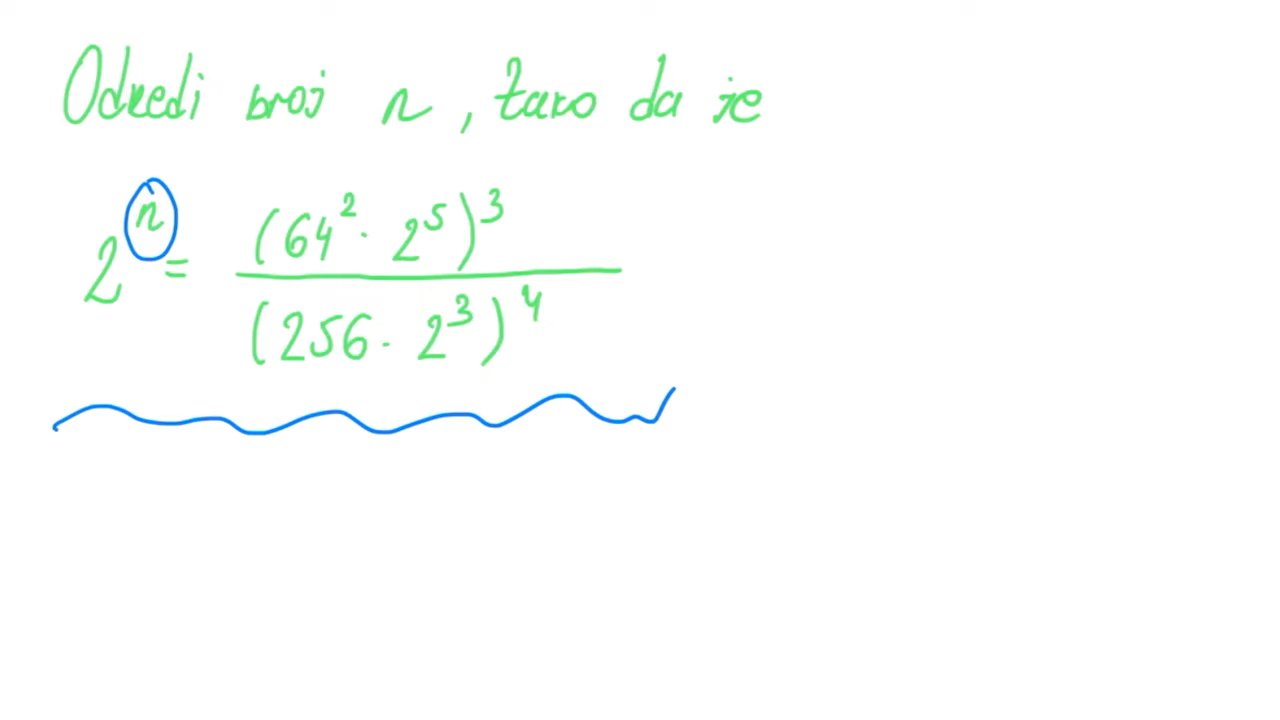 Odredi broj n, tako da je
2^n = (64^2 · 2^5)^3 / (256 · 2^3)^4